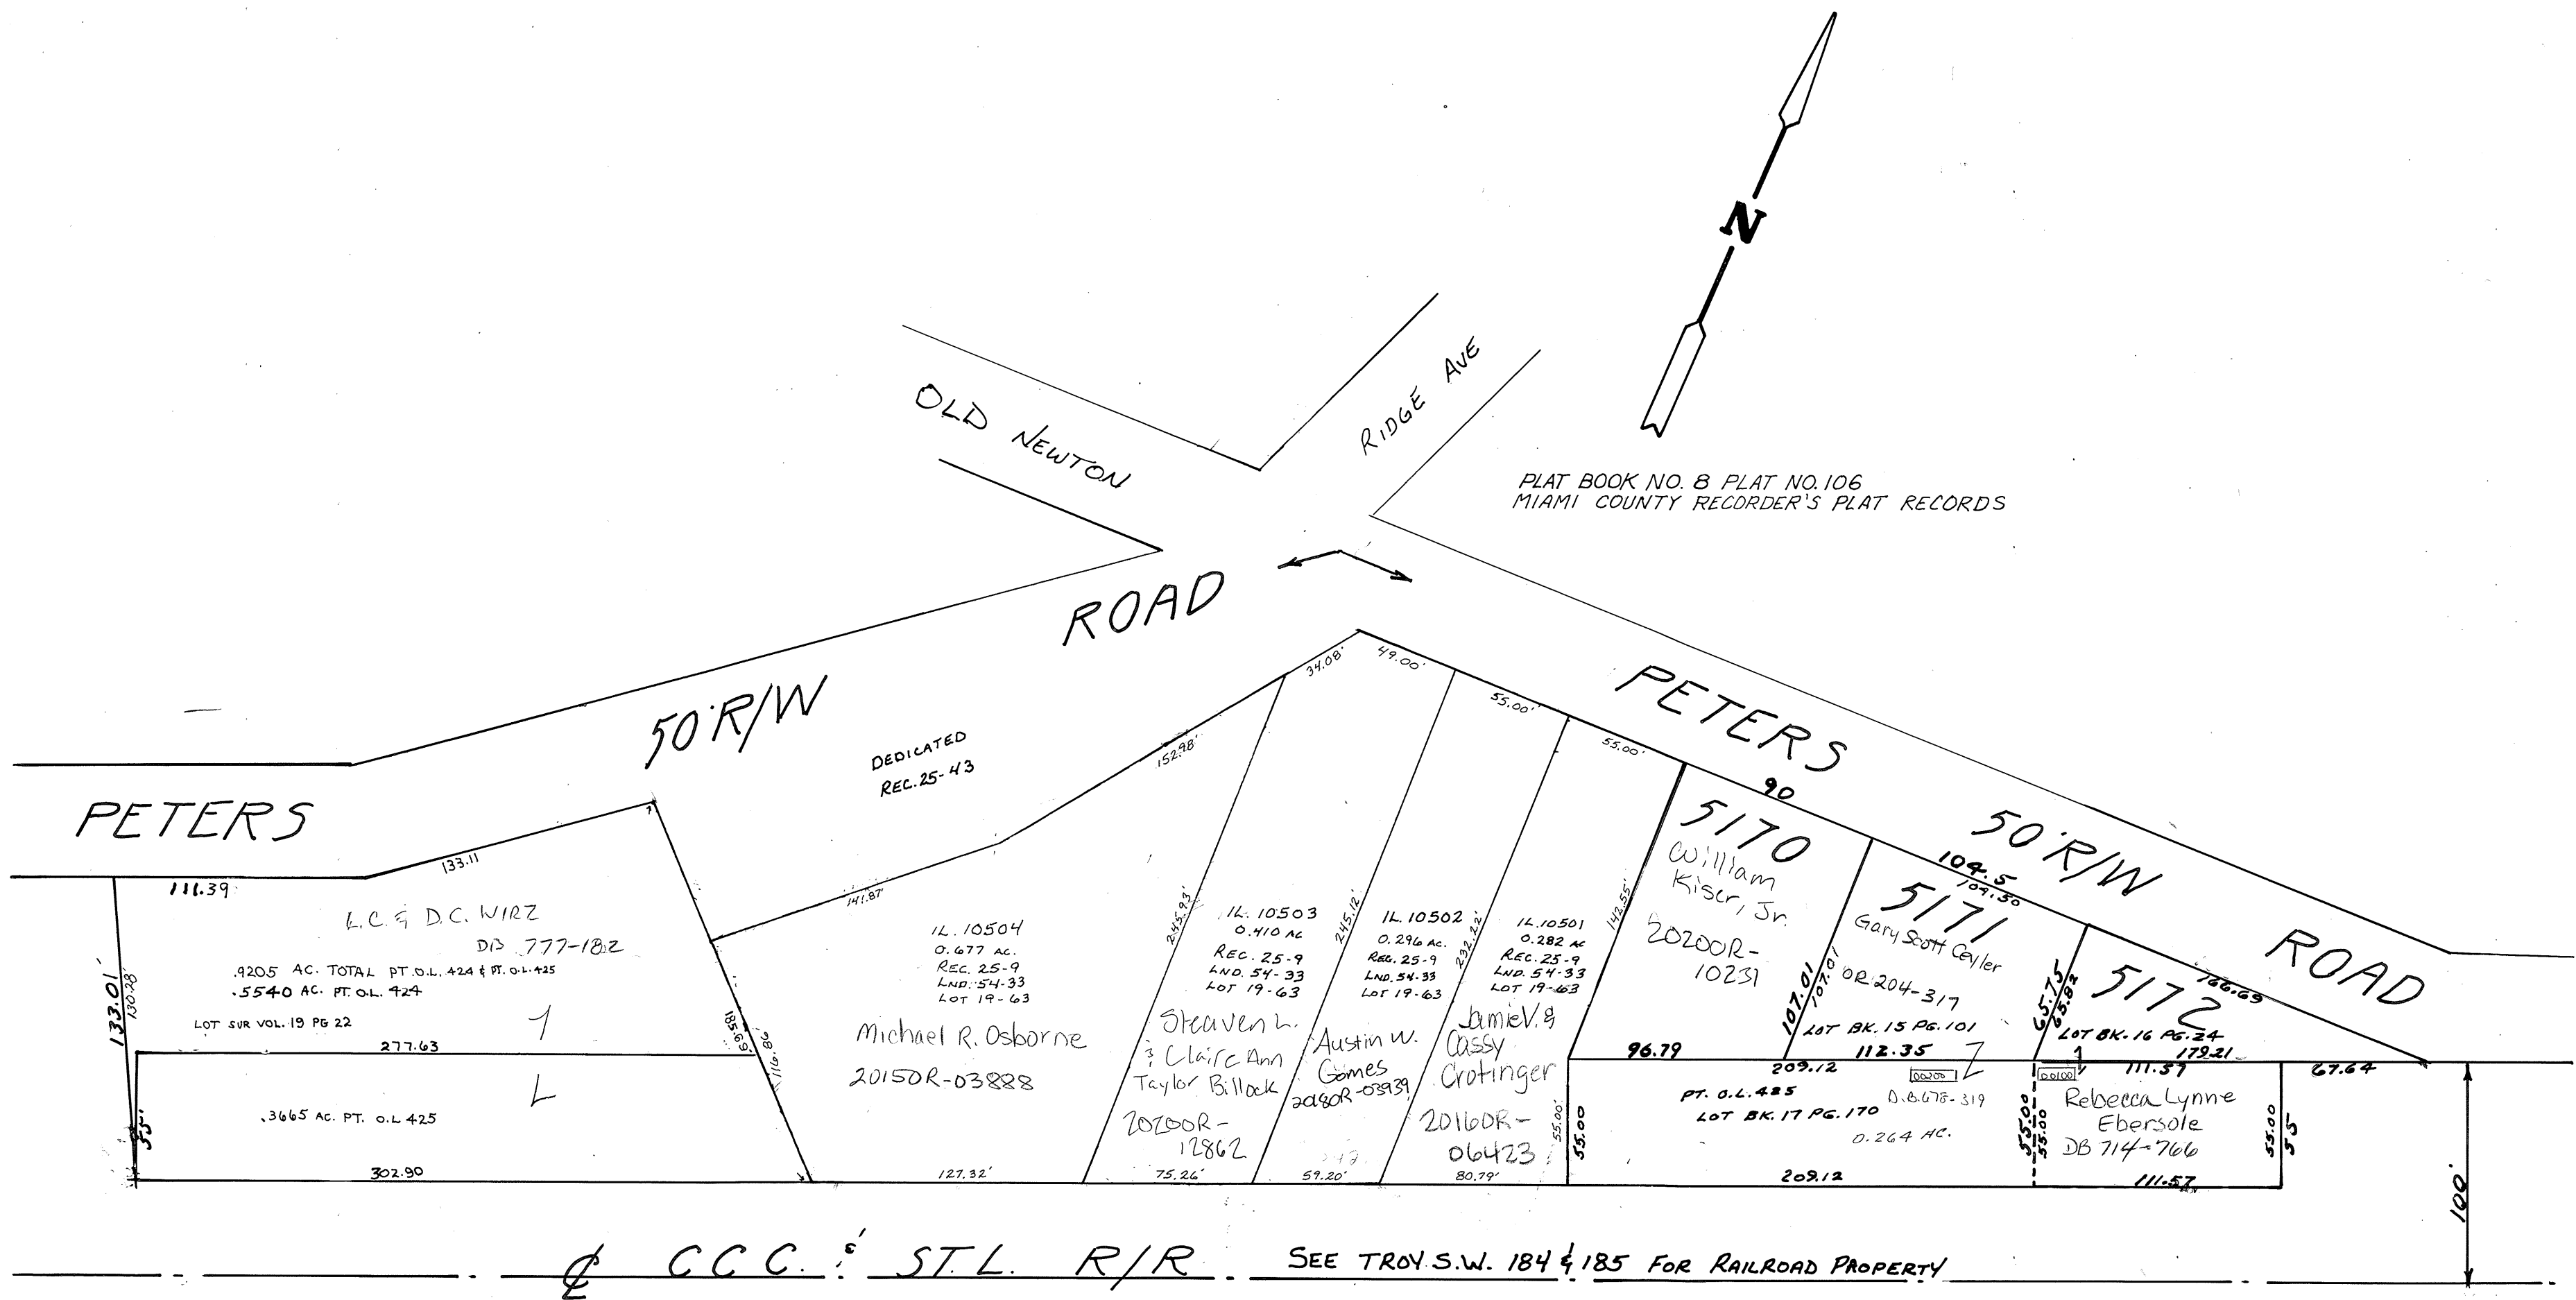 N
OLD NEWTON
RIDGE AVE
PLAT BOOK NO. 8 PLAT NO. 106
MIAMI COUNTY RECORDER'S PLAT RECORDS
ROAD
34.08'
49.00'
50' R/W
PETERS
55.00'
55.00'
152.98'
DEDICATED
REC. 25-43
90
50' R/W
PETERS
133.11
111.39
141.87'
5170
William
Kiser, Jr.
20200R-
10231
104.5
104.50
5171
Gary Scott Ceyler
OR 204-317
LOT BK. 15 PG. 101
ROAD
5172
166.69
LOT BK. 16 PG. 24
179.21
L.C. & D.C. WIRZ
DB 777-182
.9205 AC. TOTAL PT. O.L. 424 & PT. O.L. 425
.5540 AC. PT. O.L. 424
LOT SUR VOL. 19 PG 22
133.01'
130.28'
277.63
185.69'
116.98'
IL. 10504
0.677 AC.
REC. 25-9
LND. 54-33
LOT 19-63
Michael R. Osborne
20150R-03888
245.93'
IL. 10503
0.410 AC
REC. 25-9
LND. 54-33
LOT 19-63
Steaven L.
& Claire Ann
Taylor Billock
20200R-
12862
245.12'
IL. 10502
0.296 AC.
REC. 25-9
LND. 54-33
LOT 19-63
Austin W.
Gomes
20180R-03939
232.22'
IL. 10501
0.282 AC
REC. 25-9
LND. 54-33
LOT 19-63
Jamie V. &
Cassy
Crotinger
20160R-
06423
142.55'
107.01
107.01
65.75
65.82
96.79
112.35
209.12
111.57
67.64
.3665 AC. PT. O.L 425
55'
302.90
127.32'
75.26'
59.20'
80.79'
55.00'
55.00
PT. O.L. 425
LOT BK. 17 PG. 170
00200
D.B. 678-319
0.264 AC.
209.12
55.00
55.00
00100
Rebecca Lynne
Ebersole
DB 714-766
111.57
55.00
55
100'
℄ CCC. & ST. L. R/R
SEE TROY S.W. 184 & 185 FOR RAILROAD PROPERTY